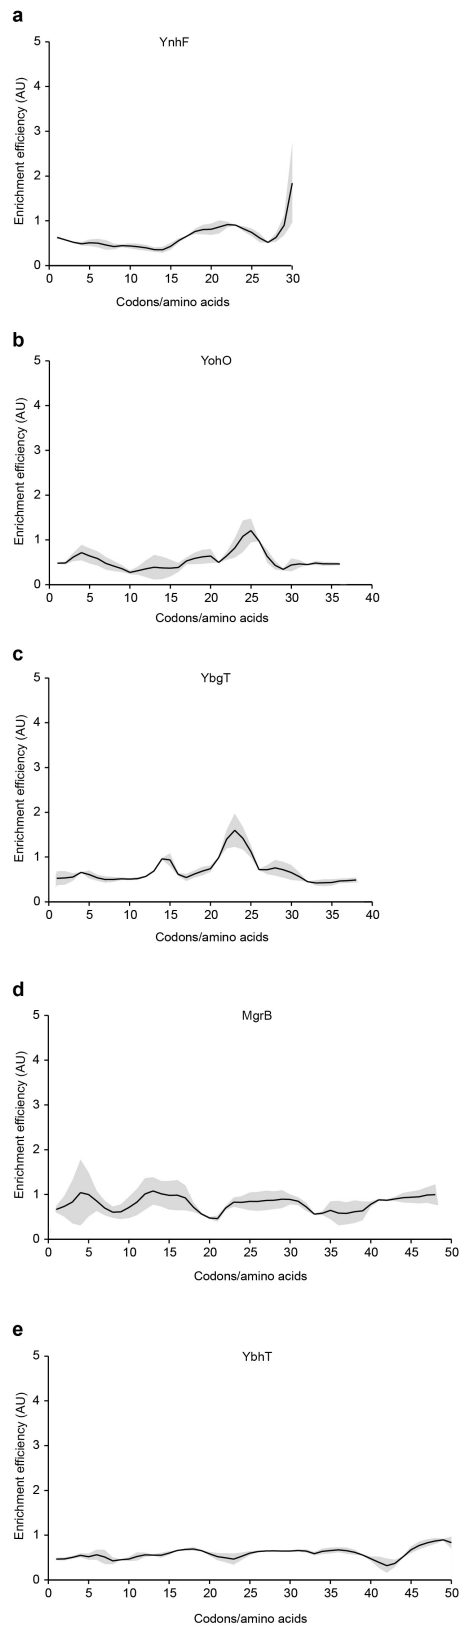 a
YnhF
Enrichment efficiency (AU)
5
4
3
2
1
0
0 5 10 15 20 25 30
Codons/amino acids
b
YohO
Enrichment efficiency (AU)
5
4
3
2
1
0
0 5 10 15 20 25 30 40
Codons/amino acids
c
YbgT
Enrichment efficiency (AU)
5
4
3
2
1
0
0 5 10 15 20 25 30 40
Codons/amino acids
d
MgrB
Enrichment efficiency (AU)
5
4
3
2
1
0
0 5 10 15 20 25 30 35 40 45 50
Codons/amino acids
e
YbhT
Enrichment efficiency (AU)
5
4
3
2
1
0
0 5 10 15 20 25 30 35 40 45 50
Codons/amino acids